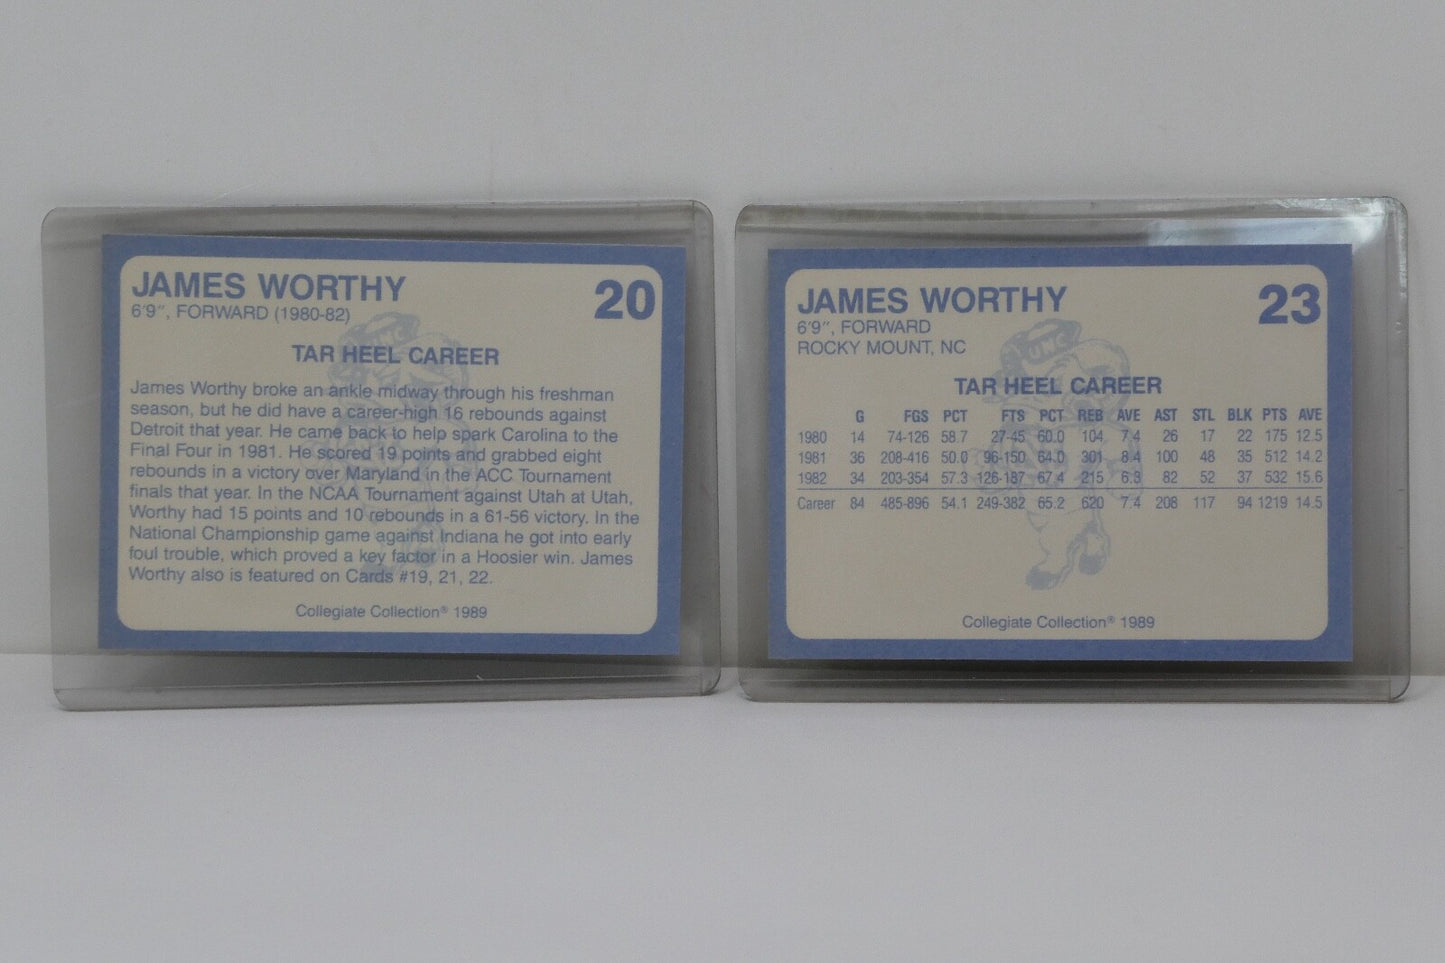 JAMES WORTHY 20
6'9", FORWARD (1980-82)
TAR HEEL CAREER
James Worthy broke an ankle midway through his freshman
season, but he did have a career-high 16 rebounds against
Detroit that year. He came back to help spark Carolina to the
Final Four in 1981. He scored 19 points and grabbed eight
rebounds in a victory over Maryland in the ACC Tournament
finals that year. In the NCAA Tournament against Utah at Utah,
Worthy had 15 points and 10 rebounds in a 61-56 victory. In the
National Championship game against Indiana he got into early
foul trouble, which proved a key factor in a Hoosier win. James
Worthy also is featured on Cards #19, 21, 22.
Collegiate Collection® 1989
UNC
JAMES WORTHY 23
6'9", FORWARD
ROCKY MOUNT, NC
TAR HEEL CAREER
G FGS PCT FTS PCT REB AVE AST STL BLK PTS AVE
1980 14 74-126 58.7 27-45 60.0 104 7.4 26 17 22 175 12.5
1981 36 208-416 50.0 96-150 64.0 301 8.4 100 48 35 512 14.2
1982 34 203-354 57.3 126-187 67.4 215 6.3 82 52 37 532 15.6
Career 84 485-896 54.1 249-382 65.2 620 7.4 208 117 94 1219 14.5
Collegiate Collection® 1989
UNC